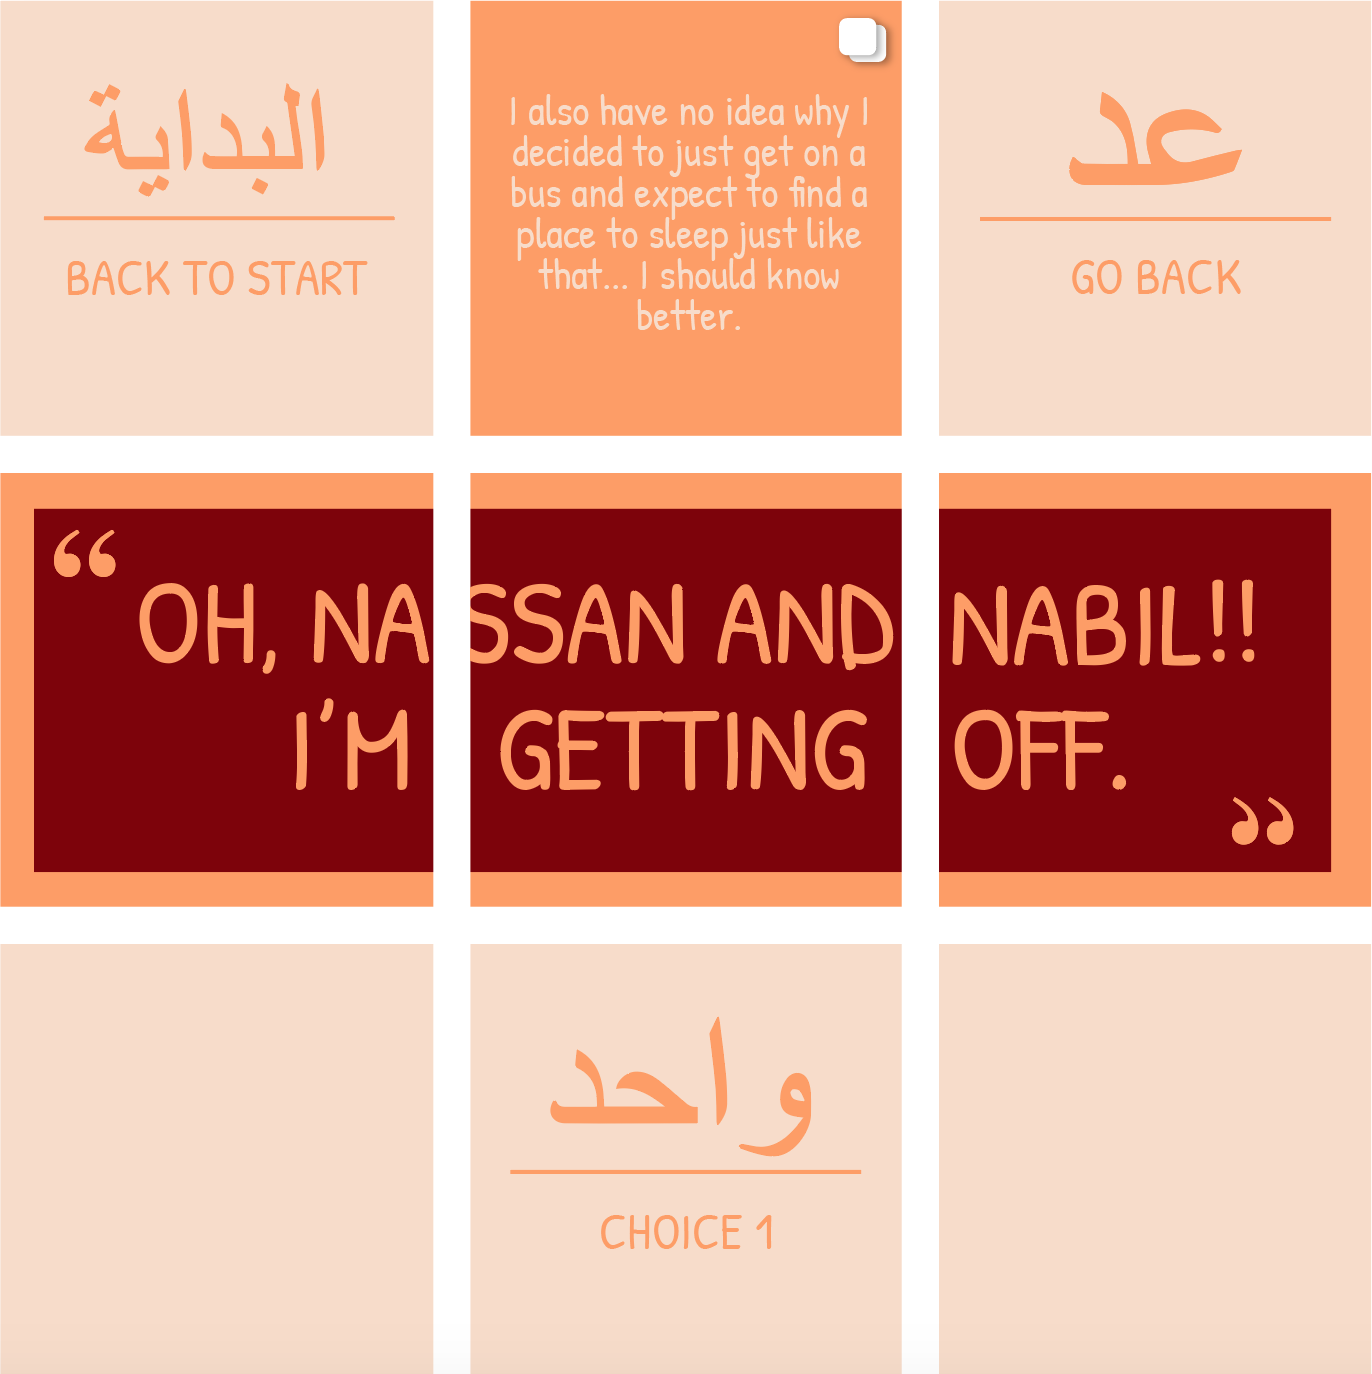 البداية
BACK TO START
I also have no idea why I
decided to just get on a
bus and expect to find a
place to sleep just like
that... I should know
better.
عد
GO BACK
“OH, NASSAN AND NABIL!!
I’M GETTING OFF.”
واحد
CHOICE 1